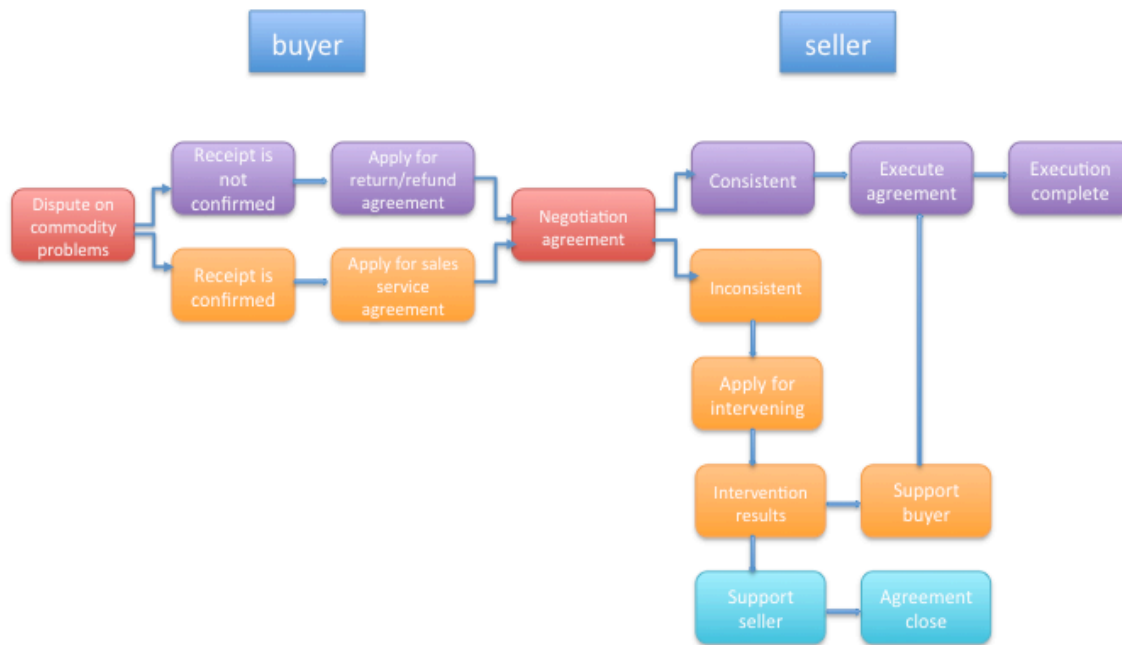 buyer
seller
Receipt is
not
confirmed
Apply for
return/refund
agreement
Consistent
Execute
agreement
Execution
complete
Dispute on
commodity
problems
Negotiation
agreement
Receipt is
confirmed
Apply for sales
service
agreement
Inconsistent
Apply for
intervening
Intervention
results
Support
buyer
Support
seller
Agreement
close